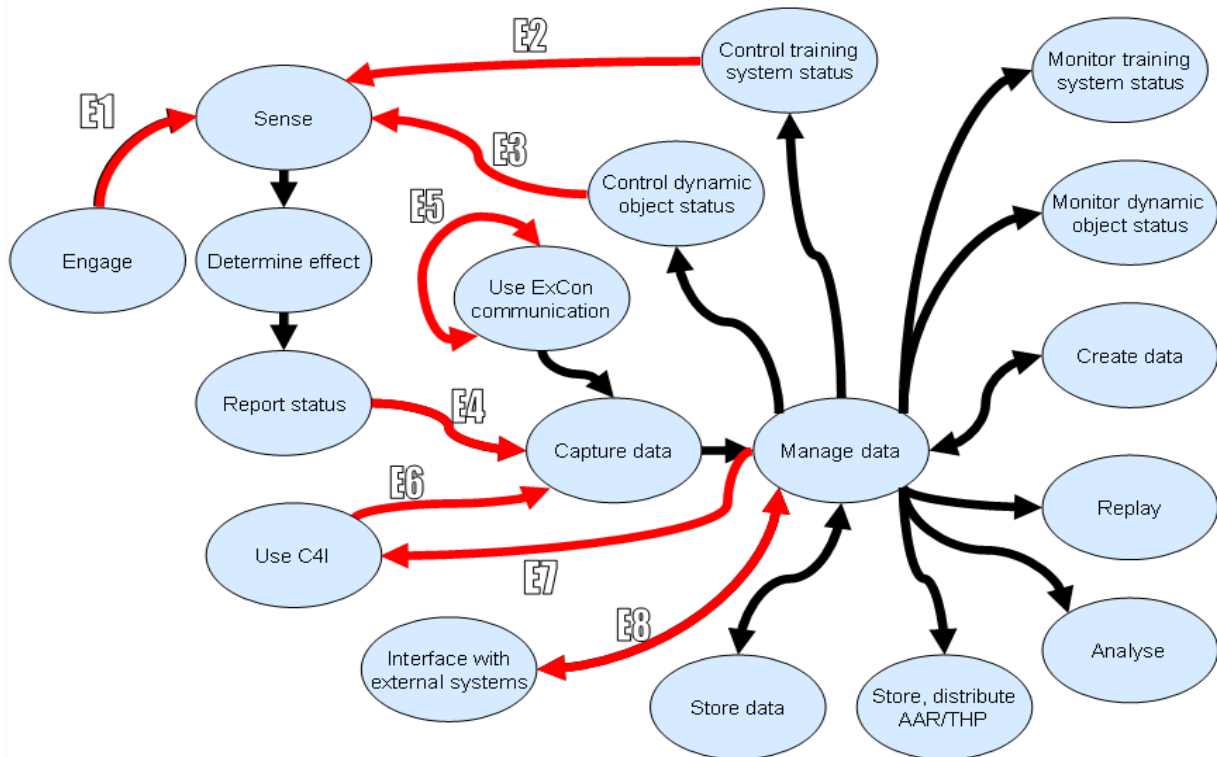 E2
Control training
system status
Monitor training
system status
E1
Sense
E3
Control dynamic
object status
Monitor dynamic
object status
E5
Engage
Determine effect
Use ExCon
communication
Create data
Report status
E4
Capture data
Manage data
E6
Replay
Use C4I
E7
E8
Interface with
external systems
Analyse
Store data
Store, distribute
AAR/THP